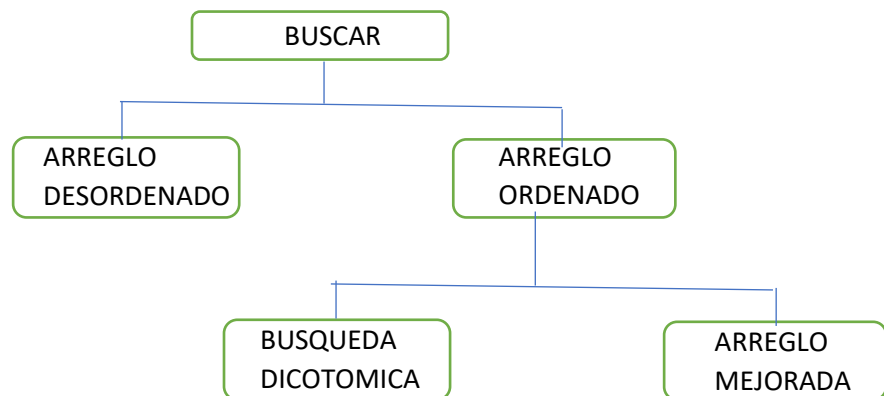 BUSCAR
ARREGLO
DESORDENADO
ARREGLO
ORDENADO
BUSQUEDA
DICOTOMICA
ARREGLO
MEJORADA